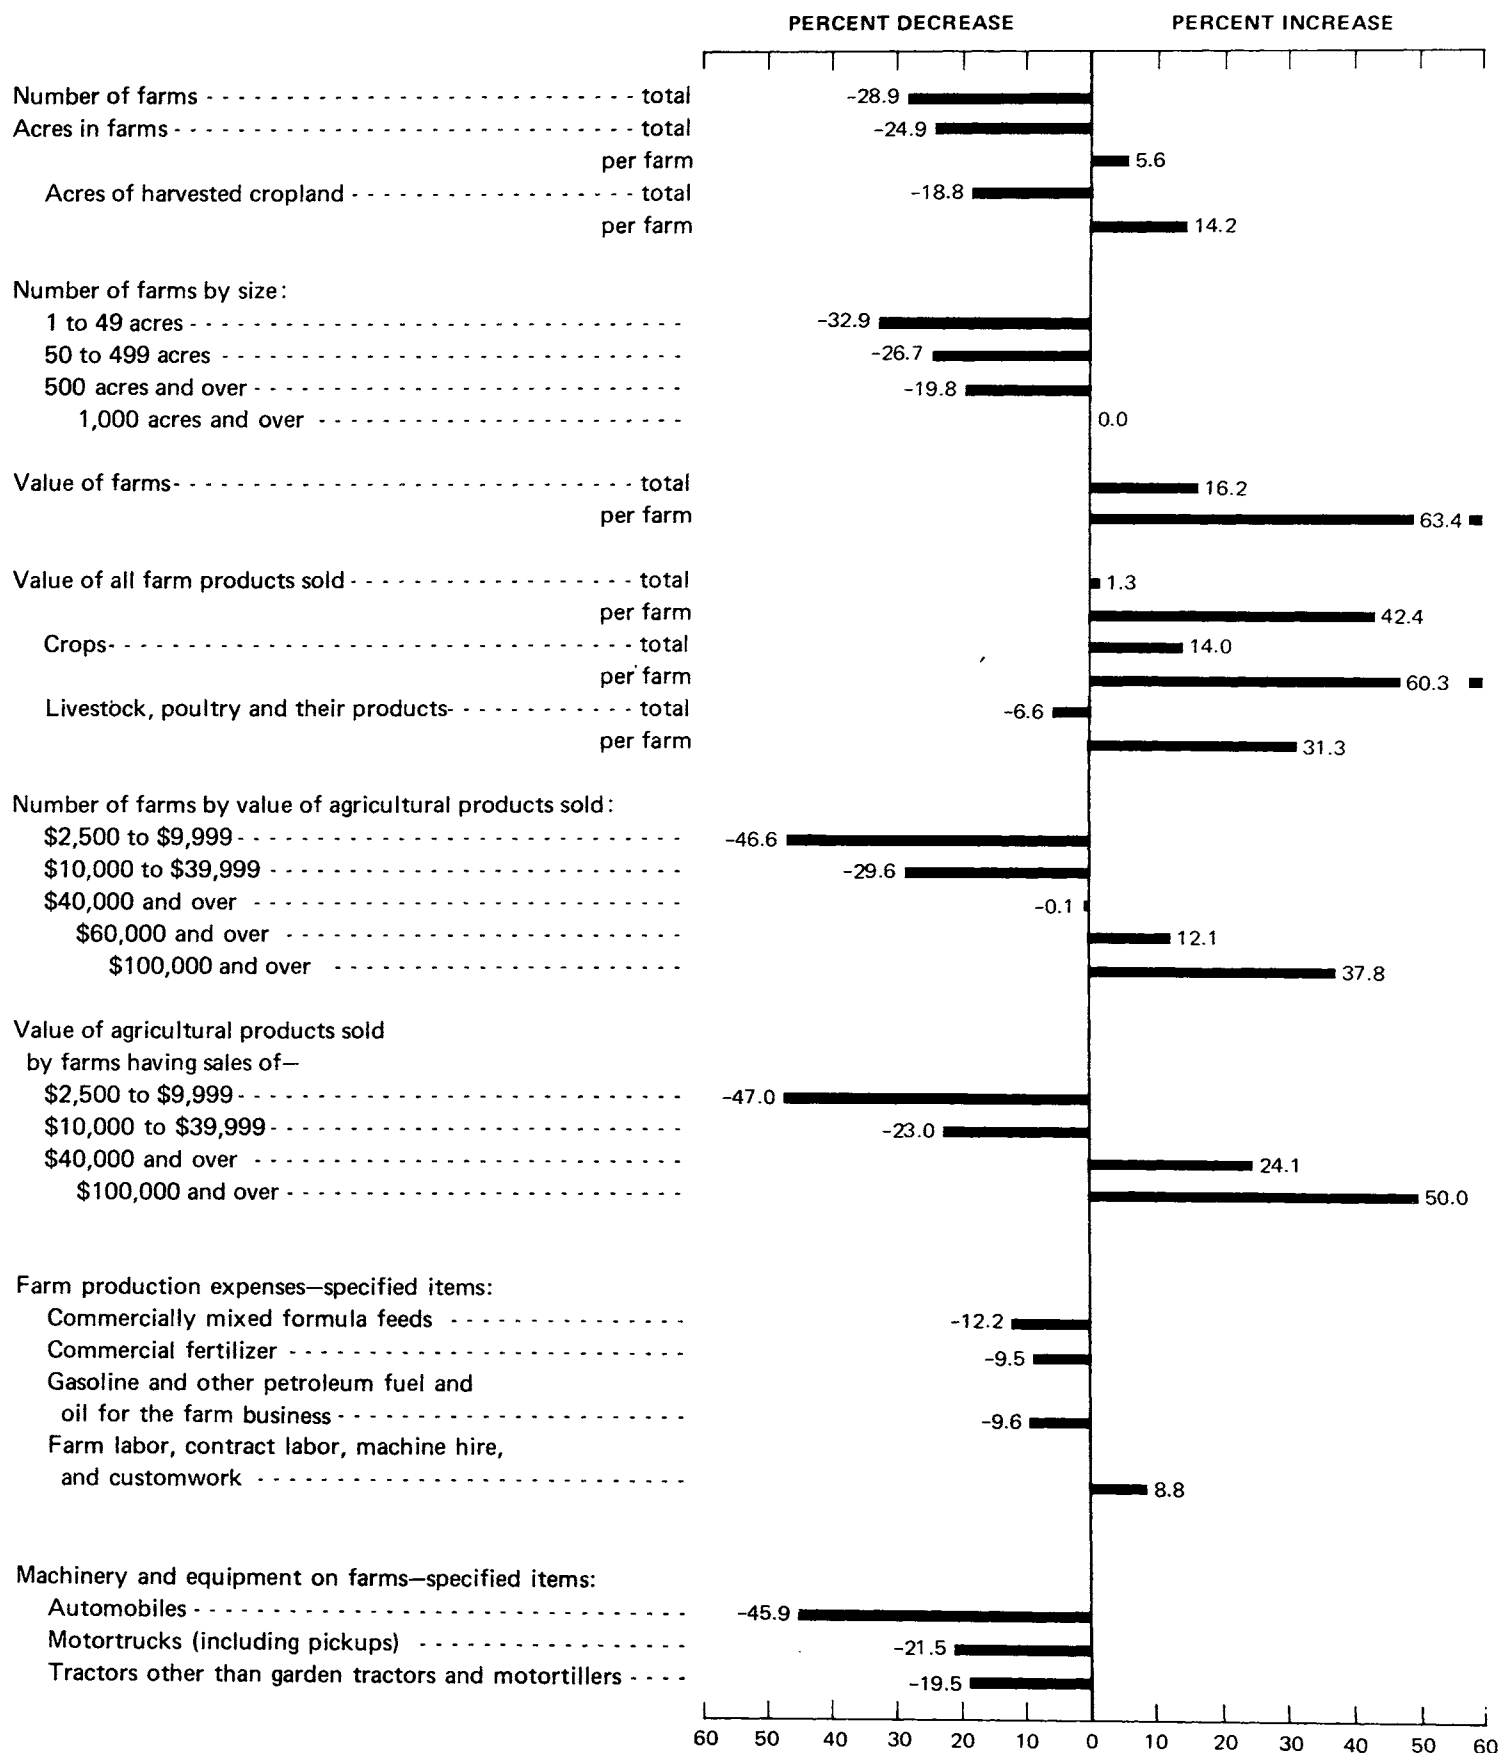 PERCENT DECREASE PERCENT INCREASE
Number of farms - - - - - - - - - - - - - - - - - - - - - - - - - - - total -28.9
Acres in farms - - - - - - - - - - - - - - - - - - - - - - - - - - - - - total -24.9
per farm 5.6
Acres of harvested cropland - - - - - - - - - - - - - - - - - - total -18.8
per farm 14.2
Number of farms by size:
1 to 49 acres - - - - - - - - - - - - - - - - - - - - - - - - - - - - - - - -32.9
50 to 499 acres - - - - - - - - - - - - - - - - - - - - - - - - - - - - - -26.7
500 acres and over - - - - - - - - - - - - - - - - - - - - - - - - - - - -19.8
1,000 acres and over - - - - - - - - - - - - - - - - - - - - - - - 0.0
Value of farms - - - - - - - - - - - - - - - - - - - - - - - - - - - - - total 16.2
per farm 63.4
Value of all farm products sold - - - - - - - - - - - - - - - - - - total 1.3
per farm 42.4
Crops - - - - - - - - - - - - - - - - - - - - - - - - - - - - - - - - - total 14.0
per farm 60.3
Livestock, poultry and their products - - - - - - - - - - - - total -6.6
per farm 31.3
Number of farms by value of agricultural products sold:
$2,500 to $9,999 - - - - - - - - - - - - - - - - - - - - - - - - - - - - -46.6
$10,000 to $39,999 - - - - - - - - - - - - - - - - - - - - - - - - - - -29.6
$40,000 and over - - - - - - - - - - - - - - - - - - - - - - - - - - - -0.1
$60,000 and over - - - - - - - - - - - - - - - - - - - - - - - - - 12.1
$100,000 and over - - - - - - - - - - - - - - - - - - - - - - 37.8
Value of agricultural products sold
by farms having sales of—
$2,500 to $9,999 - - - - - - - - - - - - - - - - - - - - - - - - - - - - -47.0
$10,000 to $39,999 - - - - - - - - - - - - - - - - - - - - - - - - - - -23.0
$40,000 and over - - - - - - - - - - - - - - - - - - - - - - - - - - - 24.1
$100,000 and over - - - - - - - - - - - - - - - - - - - - - - - - - 50.0
Farm production expenses—specified items:
Commercially mixed formula feeds - - - - - - - - - - - - - - - -12.2
Commercial fertilizer - - - - - - - - - - - - - - - - - - - - - - - - - -9.5
Gasoline and other petroleum fuel and
oil for the farm business - - - - - - - - - - - - - - - - - - - - - - -9.6
Farm labor, contract labor, machine hire,
and customwork - - - - - - - - - - - - - - - - - - - - - - - - - - - 8.8
Machinery and equipment on farms—specified items:
Automobiles - - - - - - - - - - - - - - - - - - - - - - - - - - - - - - - -45.9
Motortrucks (including pickups) - - - - - - - - - - - - - - - - - -21.5
Tractors other than garden tractors and motortillers - - - - -19.5
60 50 40 30 20 10 0 10 20 30 40 50 60